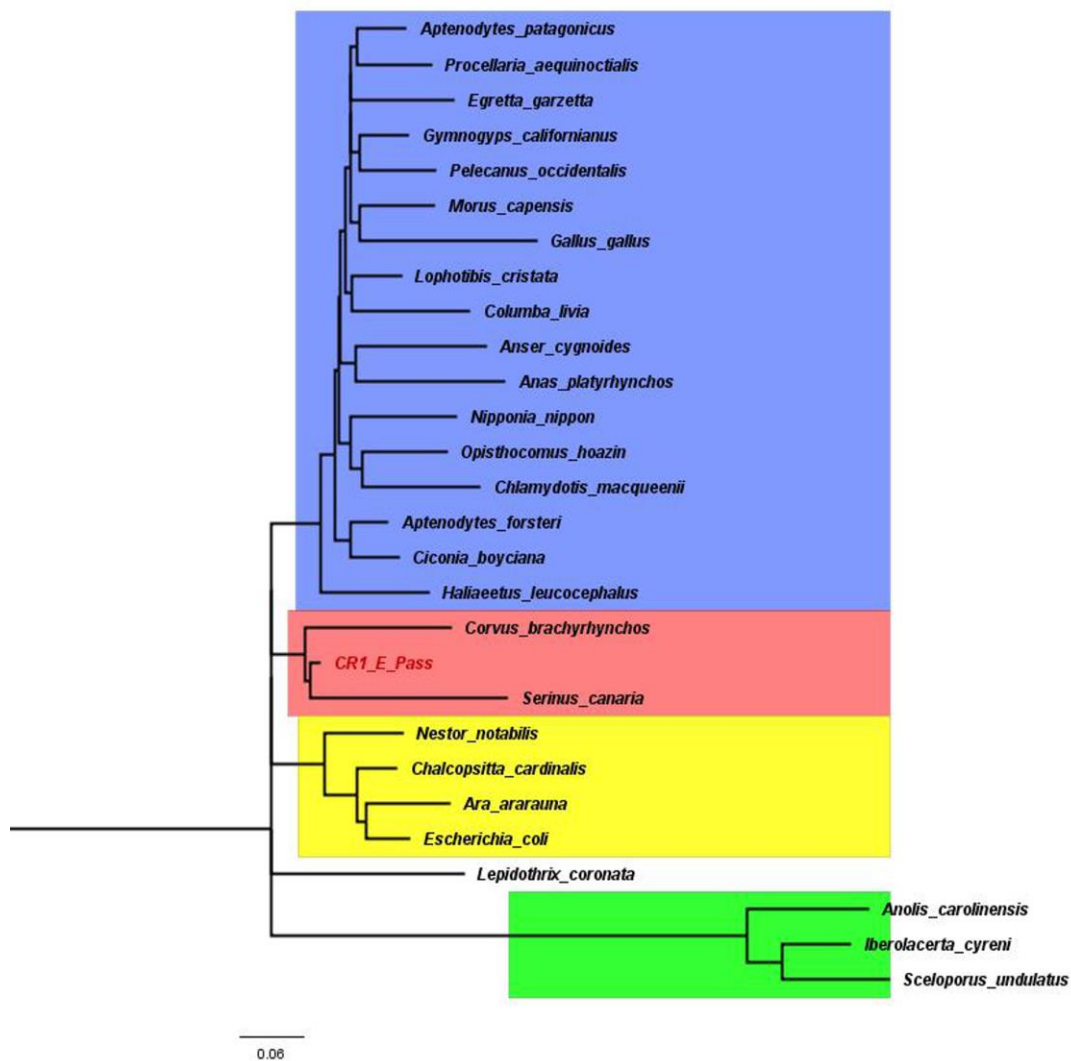 Aptenodytes_patagonicus
Procellaria_aequinoctialis
Egretta_garzetta
Gymnogyps_californianus
Pelecanus_occidentalis
Morus_capensis
Gallus_gallus
Lophotibis_cristata
Columba_livia
Anser_cygnoides
Anas_platyrhynchos
Nipponia_nippon
Opisthocomus_hoazin
Chlamydotis_macqueenii
Aptenodytes_forsteri
Ciconia_boyciana
Haliaeetus_leucocephalus
Corvus_brachyrhynchos
CR1_E_Pass
Serinus_canaria
Nestor_notabilis
Chalcopsitta_cardinalis
Ara_ararauna
Escherichia_coli
Lepidothrix_coronata
Anolis_carolinensis
Iberolacerta_cyreni
Sceloporus_undulatus
0.06